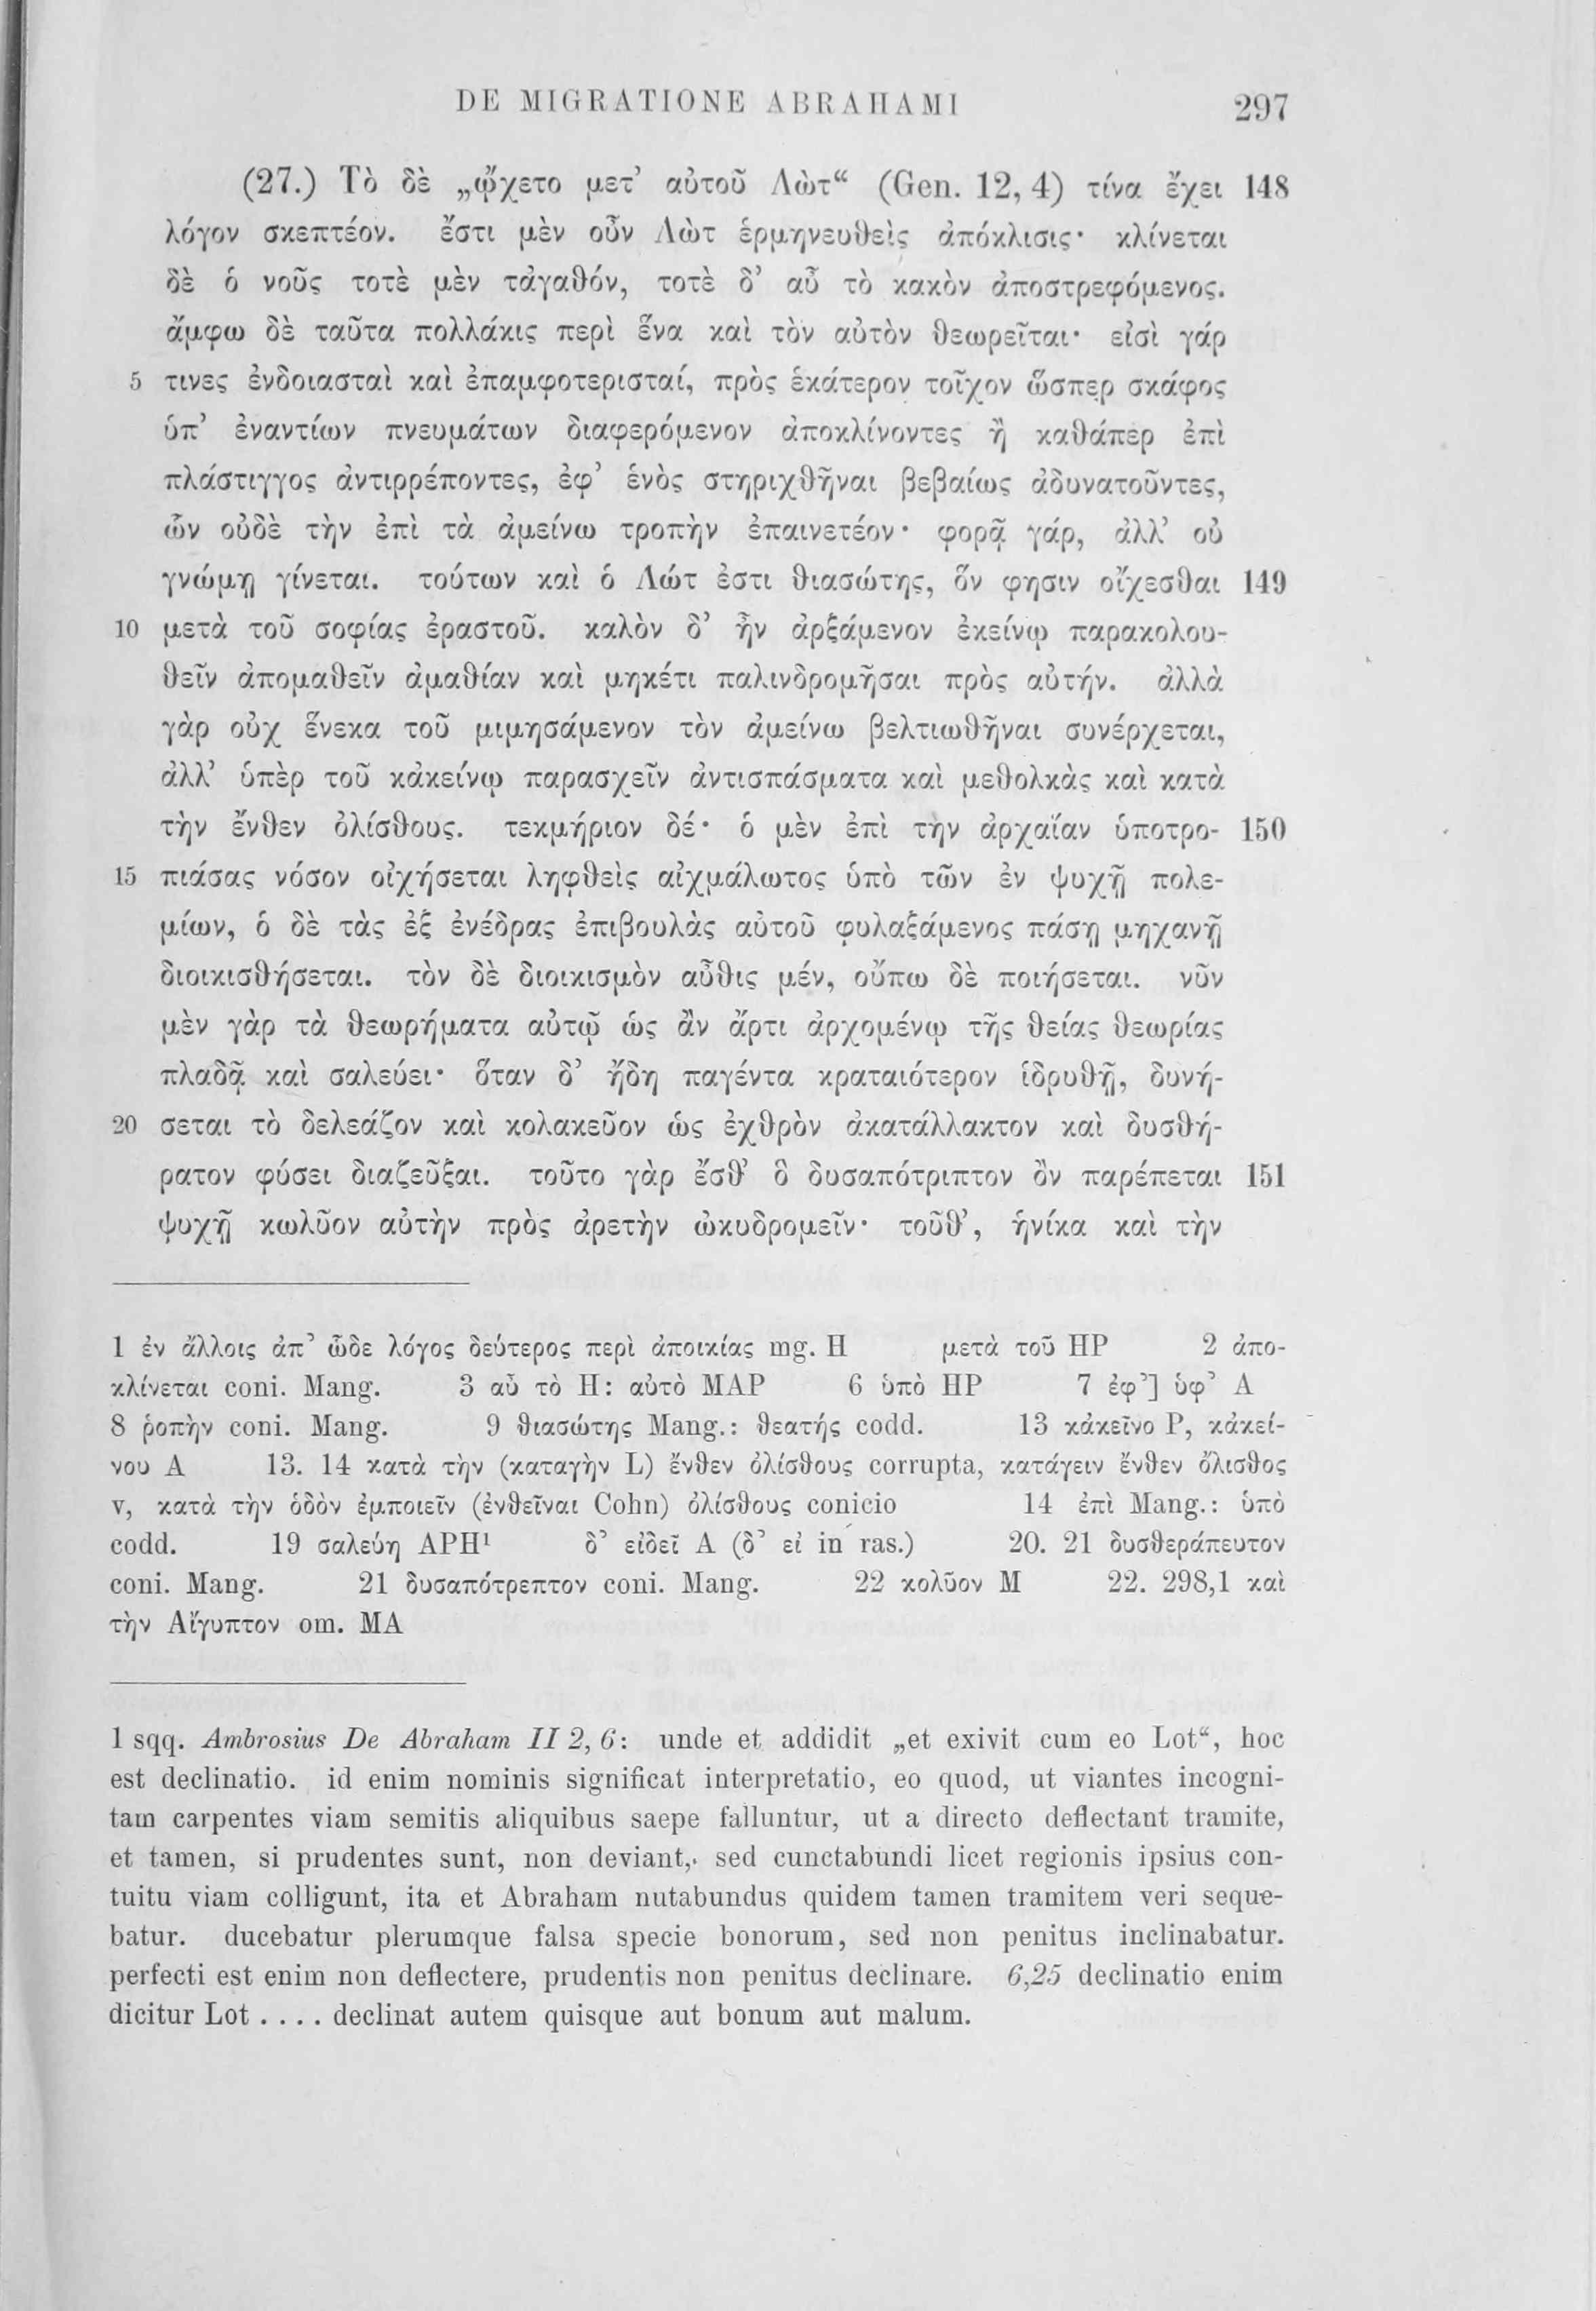 DE MIGRATIONE ABRAHAMI 297
(27.) Τὸ δὲ „ᾤχετο μετ’ αὐτοῦ Λὼτ“ (Gen. 12, 4) τίνα ἔχει 148
λόγον σκεπτέον. ἔστι μὲν οὖν Λὼτ ἑρμηνευθεὶς ἀπόκλισις· κλίνεται
δὲ ὁ νοῦς τοτὲ μὲν τἀγαθόν, τοτὲ δ’ αὖ τὸ κακὸν ἀποστρεφόμενος.
ἄμφω δὲ ταῦτα πολλάκις περὶ ἕνα καὶ τὸν αὐτὸν θεωρεῖται· εἰσὶ γάρ
5 τινες ἐνδοιασταὶ καὶ ἐπαμφοτερισταί, πρὸς ἑκάτερον τοῖχον ὥσπερ σκάφος
ὑπ’ ἐναντίων πνευμάτων διαφερόμενον ἀποκλίνοντες ἢ καθάπερ ἐπὶ
πλάστιγγος ἀντιρρέποντες, ἐφ’ ἑνὸς στηριχθῆναι βεβαίως ἀδυνατοῦντες,
ὧν οὐδὲ τὴν ἐπὶ τὰ ἀμείνω τροπὴν ἐπαινετέον· φορᾷ γάρ, ἀλλ’ οὐ
γνώμῃ γίνεται. τούτων καὶ ὁ Λώτ ἐστι θιασώτης, ὅν φησιν οἴχεσθαι 149
10 μετὰ τοῦ σοφίας ἐραστοῦ. καλὸν δ’ ἦν ἀρξάμενον ἐκείνῳ παρακολου-
θεῖν ἀπομαθεῖν ἀμαθίαν καὶ μηκέτι παλινδρομῆσαι πρὸς αὐτήν. ἀλλὰ
γὰρ οὐχ ἕνεκα τοῦ μιμησάμενον τὸν ἀμείνω βελτιωθῆναι συνέρχεται,
ἀλλ’ ὑπὲρ τοῦ κἀκείνῳ παρασχεῖν ἀντισπάσματα καὶ μεθολκὰς καὶ κατὰ
τὴν ἔνθεν ὀλίσθους. τεκμήριον δέ· ὁ μὲν ἐπὶ τὴν ἀρχαίαν ὑποτρο- 150
15 πιάσας νόσον οἰχήσεται ληφθεὶς αἰχμάλωτος ὑπὸ τῶν ἐν ψυχῇ πολε-
μίων, ὁ δὲ τὰς ἐξ ἐνέδρας ἐπιβουλὰς αὐτοῦ φυλαξάμενος πάσῃ μηχανῇ
διοικισθήσεται. τὸν δὲ διοικισμὸν αὖθις μέν, οὔπω δὲ ποιήσεται. νῦν
μὲν γὰρ τὰ θεωρήματα αὐτῷ ὡς ἂν ἄρτι ἀρχομένῳ τῆς θείας θεωρίας
πλαδᾷ καὶ σαλεύει· ὅταν δ’ ἤδη παγέντα κραταιότερον ἱδρυθῇ, δυνή-
20 σεται τὸ δελεάζον καὶ κολακεῦον ὡς ἐχθρὸν ἀκατάλλακτον καὶ δυσθή-
ρατον φύσει διαζεῦξαι. τοῦτο γὰρ ἔσθ’ ὃ δυσαπότριπτον ὂν παρέπεται 151
ψυχῇ κωλῦον αὐτὴν πρὸς ἀρετὴν ὠκυδρομεῖν· τοῦθ’, ἡνίκα καὶ τὴν
1 ἐν ἄλλοις ἀπ’ ὧδε λόγος δεύτερος περὶ ἀποικίας mg. H μετὰ τοῦ HP 2 ἀπο-
κλίνεται coni. Mang. 3 αὖ τὸ H: αὐτὸ MAP 6 ὑπὸ HP 7 ἐφ’] ὑφ’ A
8 ῥοπὴν coni. Mang. 9 θιασώτης Mang.: θεατής codd. 13 κἀκεῖνο P, κἀκεί-
νου A 13. 14 κατὰ τὴν (καταγὴν L) ἔνθεν ὀλίσθους corrupta, κατάγειν ἔνθεν ὄλισθος
v, κατὰ τὴν ὁδὸν ἐμποιεῖν (ἐνθεῖναι Cohn) ὀλίσθους conicio 14 ἐπὶ Mang.: ὑπὸ
codd. 19 σαλεύῃ APH¹ δ’ εἰδεῖ A (δ’ εἰ in ras.) 20. 21 δυσθεράπευτον
coni. Mang. 21 δυσαπότρεπτον coni. Mang. 22 κολῦον M 22. 298,1 καὶ
τὴν Αἴγυπτον om. MA
1 sqq. Ambrosius De Abraham II 2, 6: unde et addidit „et exivit cum eo Lot“, hoc
est declinatio. id enim nominis significat interpretatio, eo quod, ut viantes incogni-
tam carpentes viam semitis aliquibus saepe falluntur, ut a directo deflectant tramite,
et tamen, si prudentes sunt, non deviant, sed cunctabundi licet regionis ipsius con-
tuitu viam colligunt, ita et Abraham nutabundus quidem tamen tramitem veri seque-
batur. ducebatur plerumque falsa specie bonorum, sed non penitus inclinabatur.
perfecti est enim non deflectere, prudentis non penitus declinare. 6,25 declinatio enim
dicitur Lot .... declinat autem quisque aut bonum aut malum.